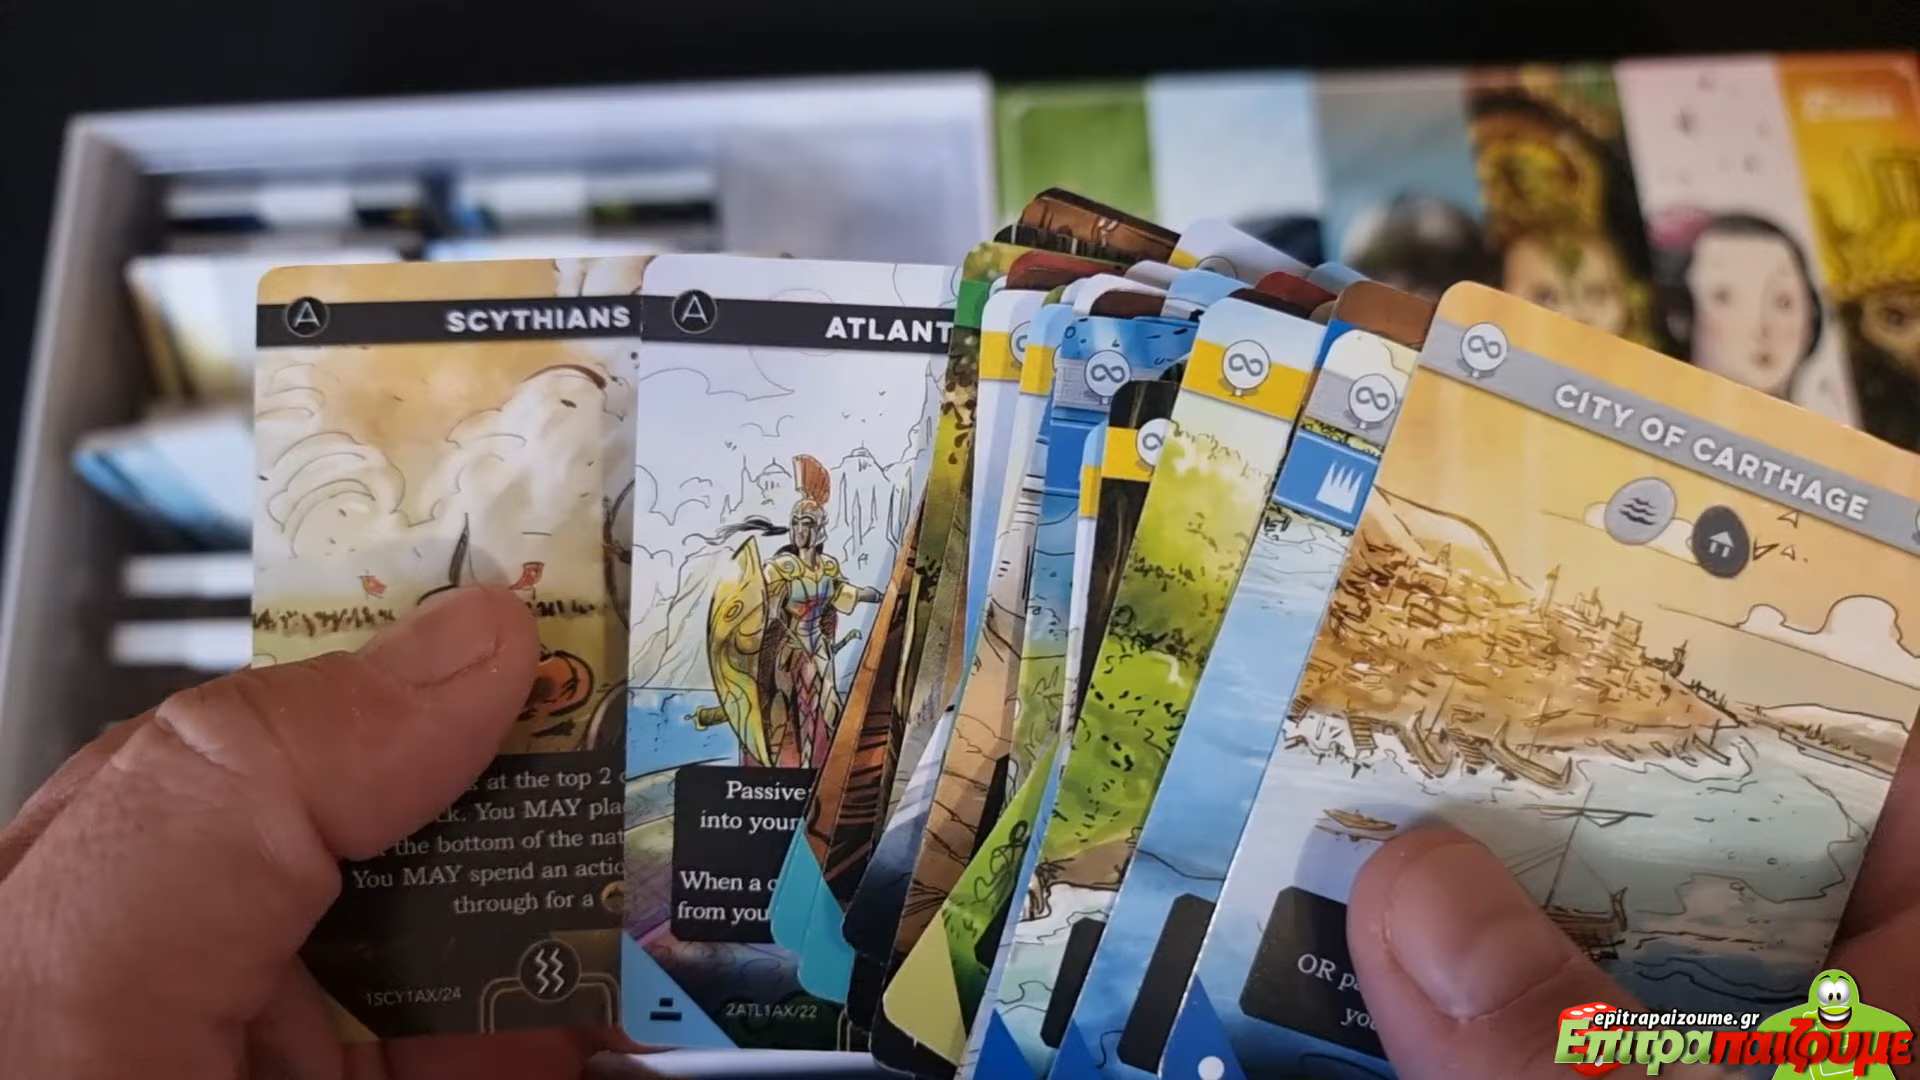 A
SCYTHIANS
at the top 2
ck. You MAY pla
the bottom of the nat
You MAY spend an actio
through for a
1SCY1AX/24
A
ATLANT
Passive:
into your
When a c
from you
2ATL1AX/22
CITY OF CARTHAGE
OR p
yo
epitrapaizoume.gr
Επιτραπαιζουμε